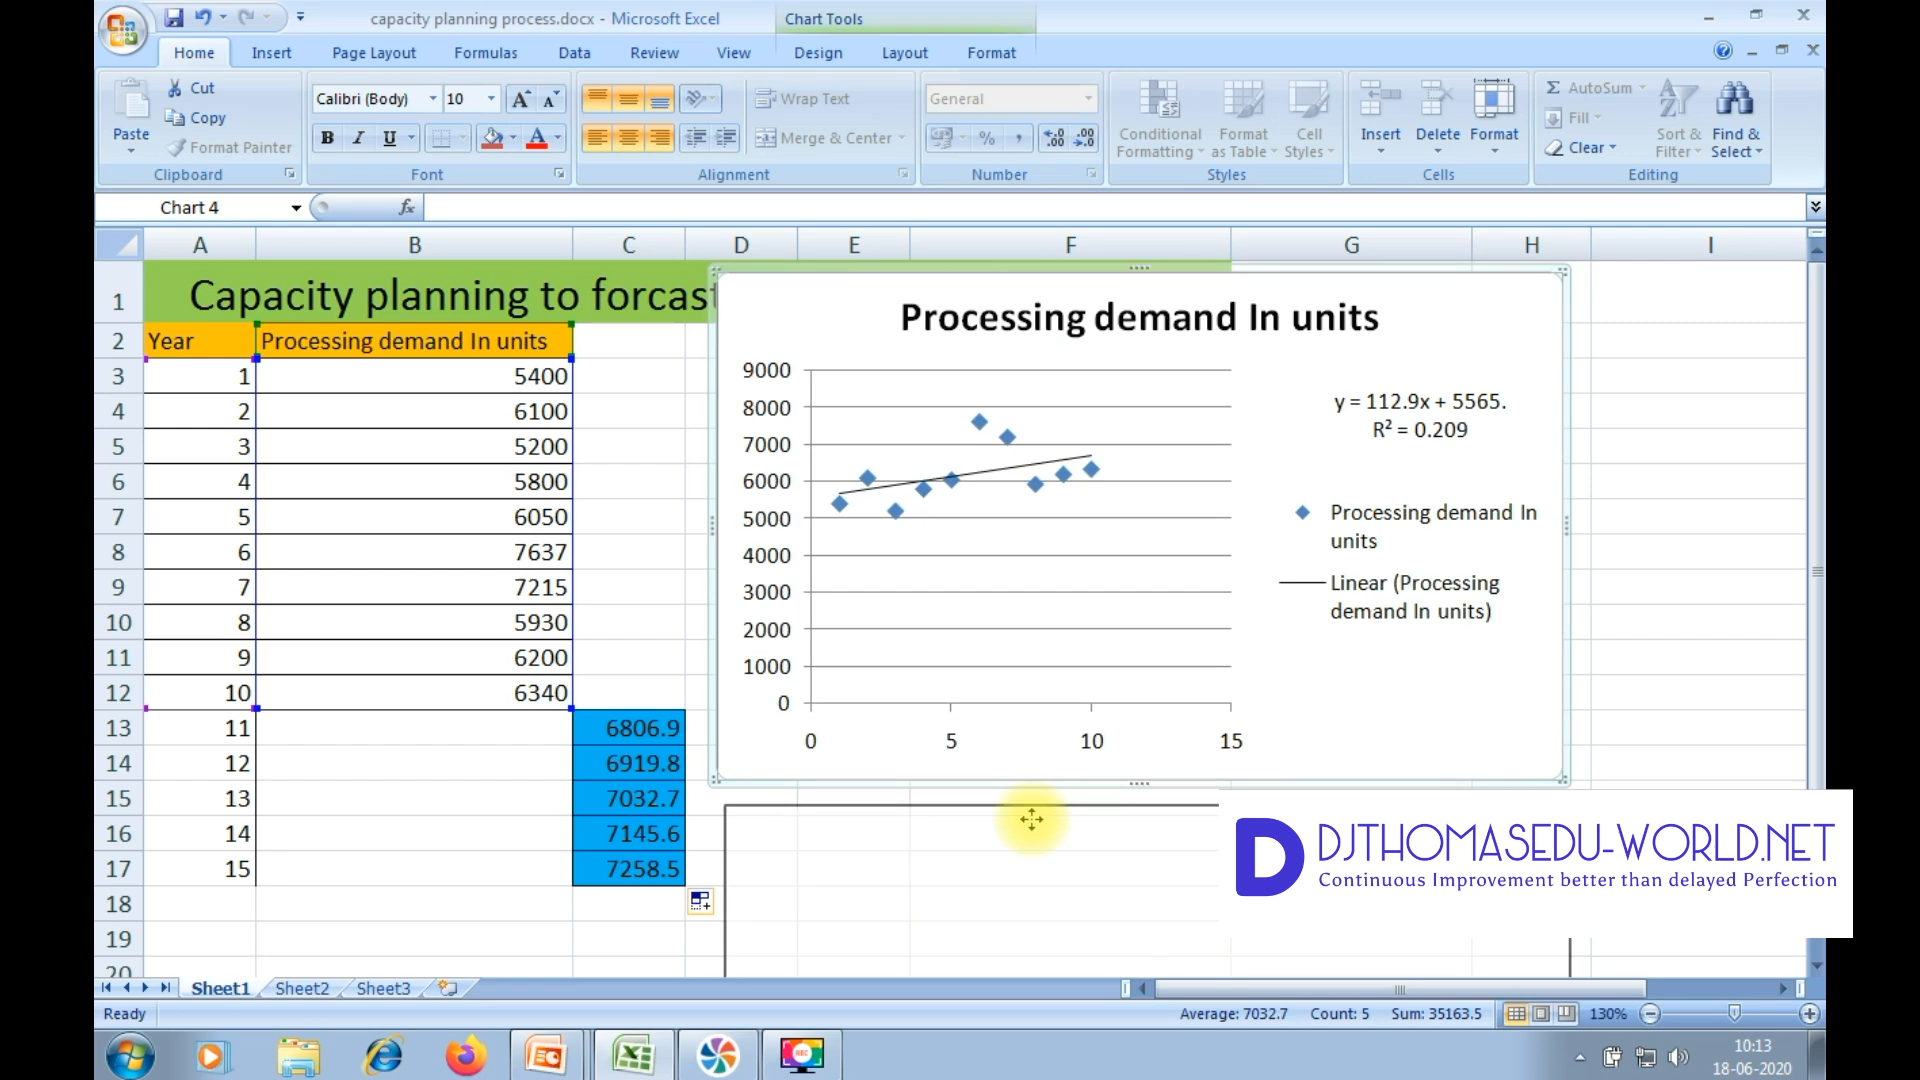 capacity planning process.docx - Microsoft Excel
Chart Tools
Home Insert Page Layout Formulas Data Review View Design Layout Format
Paste
Cut
Copy
Format Painter
Clipboard
Calibri (Body) 10
B I U
Font
Wrap Text
Merge & Center
Alignment
General
%
Number
Conditional Formatting
Format as Table
Cell Styles
Styles
Insert Delete Format
Cells
Σ AutoSum
Fill
Clear
Sort & Filter
Find & Select
Editing
Chart 4 fx
A B C D E F G H I
1 Capacity planning to forcast
2 Year Processing demand In units
3 1 5400
4 2 6100
5 3 5200
6 4 5800
7 5 6050
8 6 7637
9 7 7215
10 8 5930
11 9 6200
12 10 6340
13 11 6806.9
14 12 6919.8
15 13 7032.7
16 14 7145.6
17 15 7258.5
18
19
20
Processing demand In units
9000
8000
7000
6000
5000
4000
3000
2000
1000
0
0 5 10 15
y = 112.9x + 5565.
R² = 0.209
Processing demand In
units
Linear (Processing
demand In units)
D DJTHOMASEDU-WORLD.NET
Continuous Improvement better than delayed Perfection
Sheet1 Sheet2 Sheet3
Ready Average: 7032.7 Count: 5 Sum: 35163.5 130%
10:13
18-06-2020